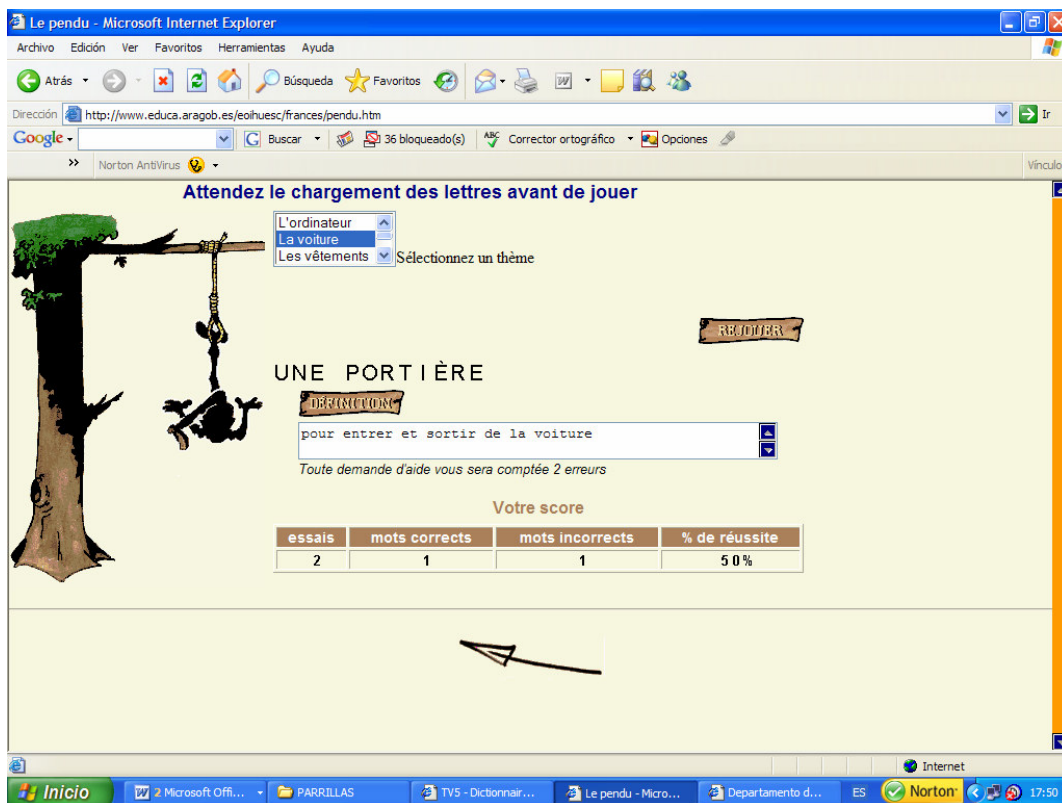 Le pendu - Microsoft Internet Explorer
Archivo Edición Ver Favoritos Herramientas Ayuda
Atrás Búsqueda Favoritos
Dirección http://www.educa.aragob.es/eoihuesc/frances/pendu.htm Ir
Google Buscar 36 bloqueado(s) ABC Corrector ortográfico Opciones
Norton AntiVirus Vínculo
Attendez le chargement des lettres avant de jouer
L'ordinateur
La voiture
Les vêtements Sélectionnez un thème
REJOUER
UNE PORTIÈRE
DÉFINITION
pour entrer et sortir de la voiture
Toute demande d'aide vous sera comptée 2 erreurs
Votre score
essais mots corrects mots incorrects % de réussite
2 1 1 50%
Internet
Inicio 2 Microsoft Offi... PARRILLAS TV5 - Dictionnair... Le pendu - Micro... Departamento d... ES Norton 17:50